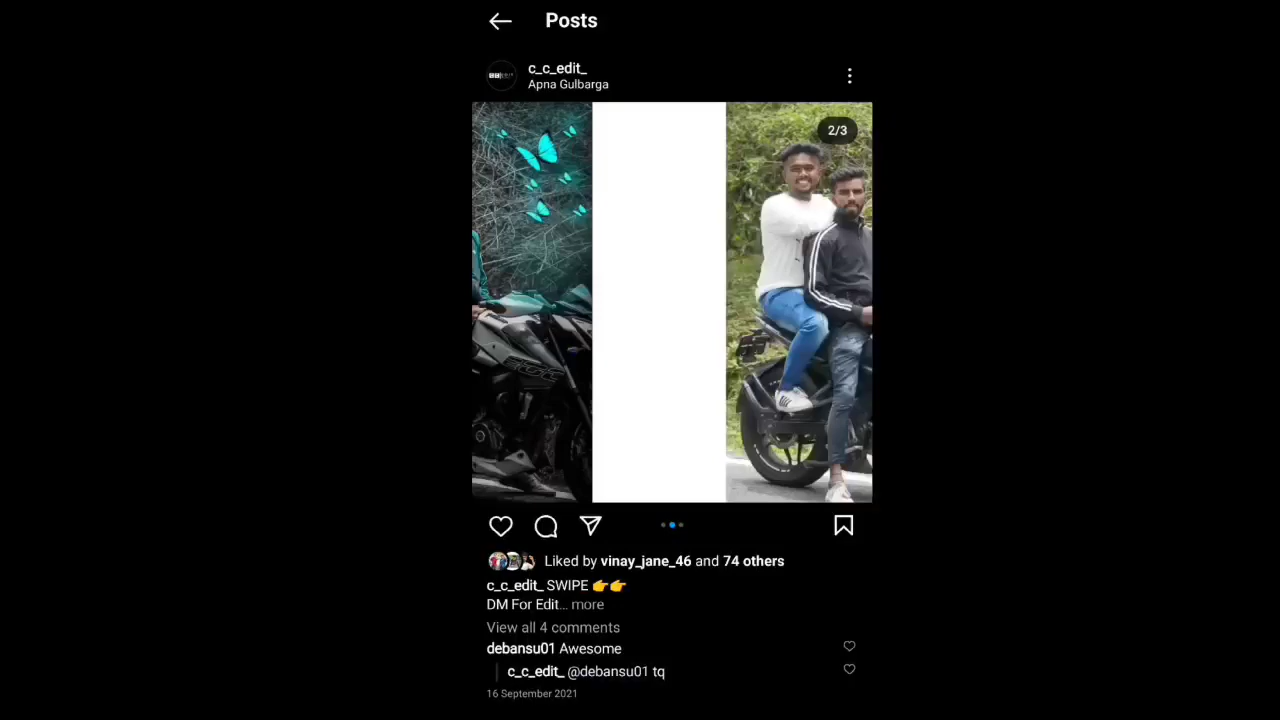 Posts
c_c_edit_
Apna Gulbarga
2/3
Liked by vinay_jane_46 and 74 others
c_c_edit_ SWIPE 👉👉
DM For Edit... more
View all 4 comments
debansu01 Awesome
c_c_edit_ @debansu01 tq
16 September 2021